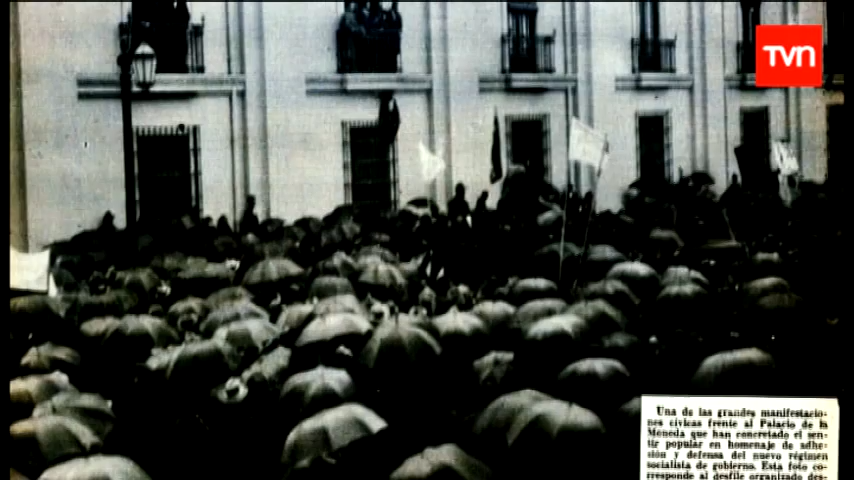 TVN
Una de las grandes manifestacio-
nes cívicas frente al Palacio de la
Moneda que han concretado el sen-
tir popular en homenaje de adhe-
sión y defensa del nuevo régimen
socialista de gobierno. Esta foto co-
rresponde al desfile organizado des-